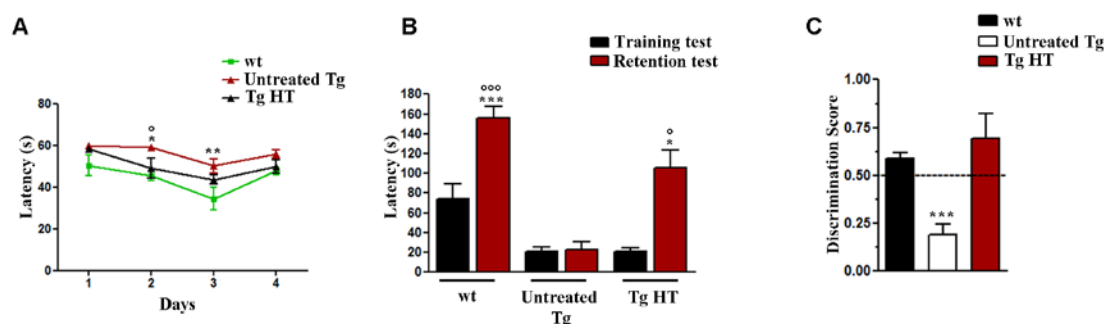 A
wt
Untreated Tg
Tg HT
Latency (s)
80
60
40
20
0
°
*
**
1 2 3 4
Days
B
Training test
Retention test
Latency (s)
180
160
140
120
100
80
60
40
20
0
°°°
***
°
*
wt Untreated Tg HT
Tg
C
wt
Untreated Tg
Tg HT
Discrimination Score
1.00
0.75
0.50
0.25
0.00
***